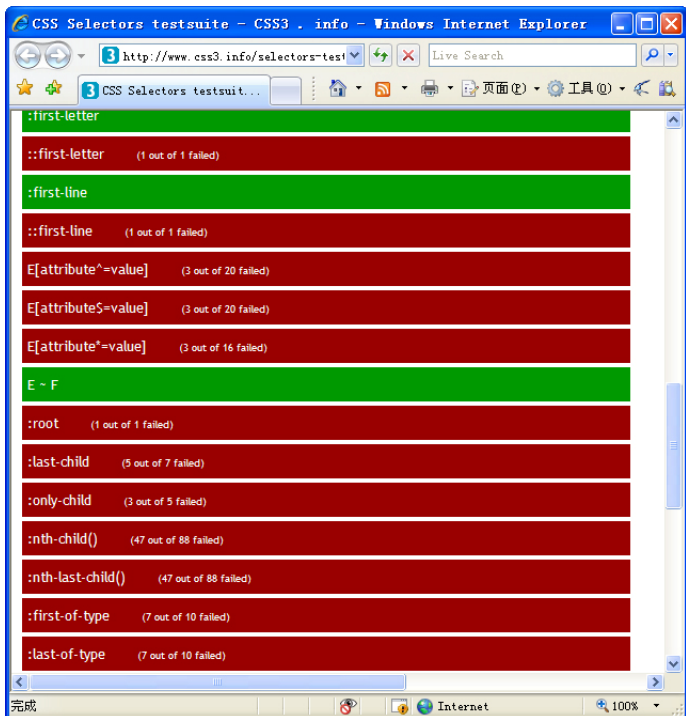 CSS Selectors testsuite - CSS3 . info - Windows Internet Explorer
http://www.css3.info/selectors-test
Live Search
CSS Selectors testsuit...
页面(P)
工具(O)
:first-letter
::first-letter (1 out of 1 failed)
:first-line
::first-line (1 out of 1 failed)
E[attribute^=value] (3 out of 20 failed)
E[attribute$=value] (3 out of 20 failed)
E[attribute*=value] (3 out of 16 failed)
E ~ F
:root (1 out of 1 failed)
:last-child (5 out of 7 failed)
:only-child (3 out of 5 failed)
:nth-child() (47 out of 88 failed)
:nth-last-child() (47 out of 88 failed)
:first-of-type (7 out of 10 failed)
:last-of-type (7 out of 10 failed)
完成
Internet
100%